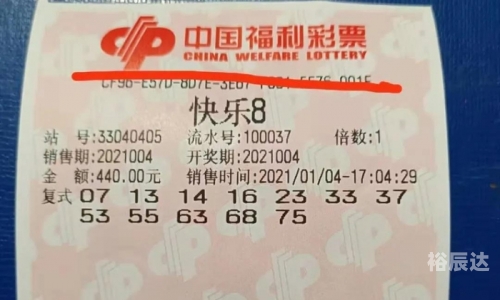 中国福利彩票
CHINA WELFARE LOTTERY
快乐8
站 号:33040405 流水号:100037 倍数:1
销售期:2021004 开奖期:2021004
金 额:440.00元 销售时间:2021/01/04-17:04:29
复式 07 13 14 16 23 33 37
53 55 63 68 75
裕辰达